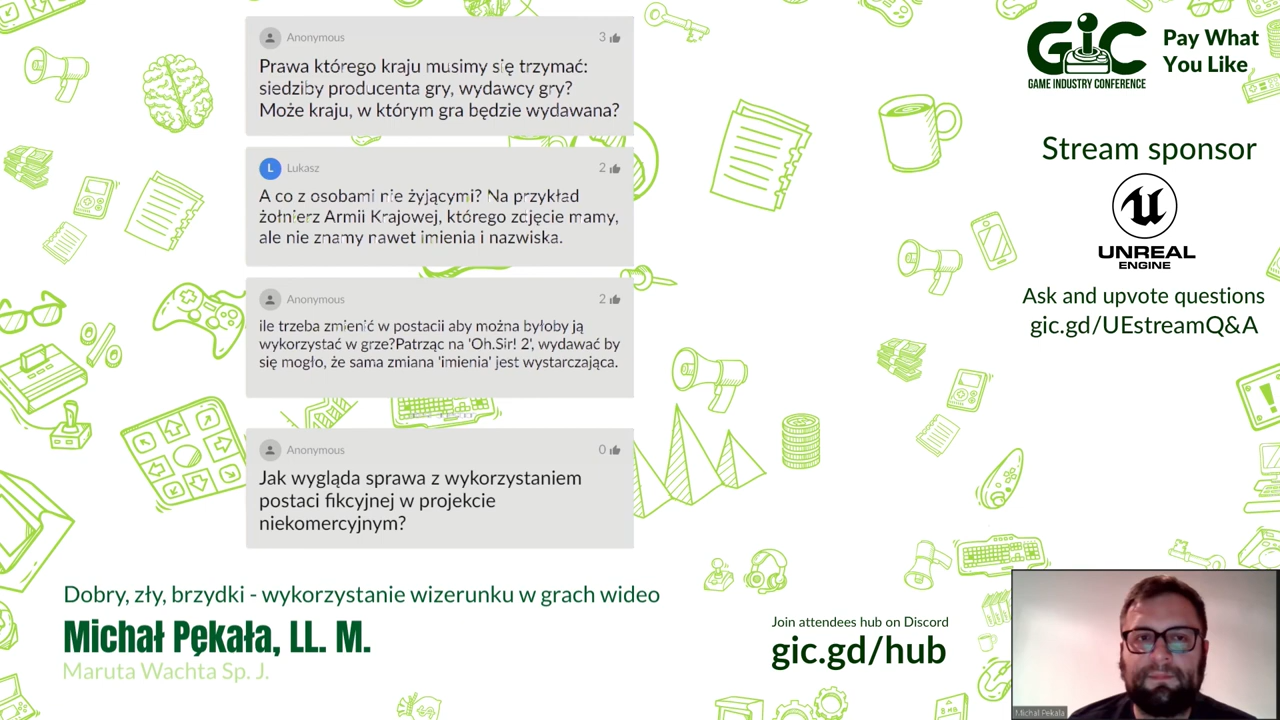 Anonymous
3
Prawa którego kraju musimy się trzymać:
siedziby producenta gry, wydawcy gry?
Może kraju, w którym gra będzie wydawana?
L
Lukasz
2
A co z osobami nie żyjącymi? Na przykład
żołnierz Armii Krajowej, którego zdjęcie mamy,
ale nie znamy nawet imienia i nazwiska.
Anonymous
2
ile trzeba zmienić w postacii aby można byłoby ją
wykorzystać w grze?Patrząc na 'Oh.Sir! 2', wydawać by
się mogło, że sama zmiana 'imienia' jest wystarczająca.
Anonymous
0
Jak wygląda sprawa z wykorzystaniem
postaci fikcyjnej w projekcie
niekomercyjnym?
GIC
GAME INDUSTRY CONFERENCE
Pay What
You Like
Stream sponsor
UNREAL
ENGINE
Ask and upvote questions
gic.gd/UEstreamQ&A
Dobry, zły, brzydki - wykorzystanie wizerunku w grach wideo
Michał Pękała, LL. M.
Maruta Wachta Sp. J.
Join attendees hub on Discord
gic.gd/hub
Michał Pękała